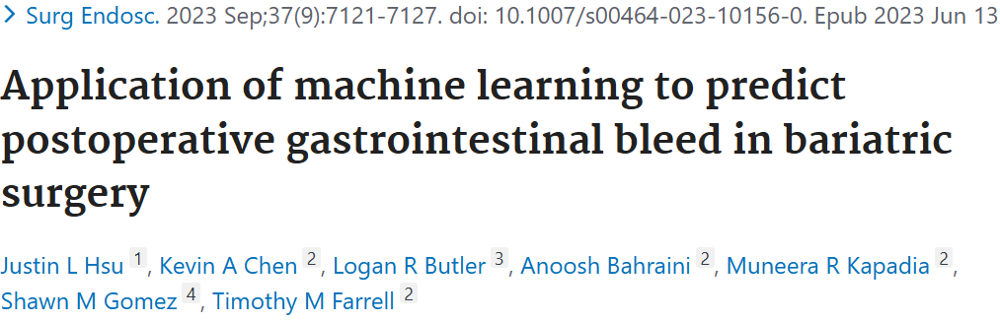 Surg Endosc. 2023 Sep;37(9):7121-7127. doi: 10.1007/s00464-023-10156-0. Epub 2023 Jun 13
Application of machine learning to predict
postoperative gastrointestinal bleed in bariatric
surgery
Justin L Hsu 1, Kevin A Chen 2, Logan R Butler 3, Anoosh Bahraini 2, Muneera R Kapadia 2,
Shawn M Gomez 4, Timothy M Farrell 2